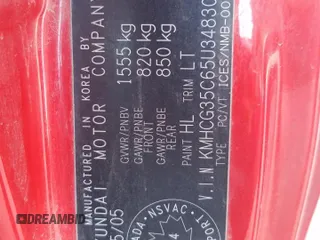 MANUFACTURED IN KOREA BY
HYUNDAI MOTOR COMPANY
05/05
GVWR/PNBV 1555 kg
GAWR/PNBE FRONT 820 kg
GAWR/PNBE REAR 850 kg
PAINT HL TRIM LT
V.I.N KMHCG35C65U3483
TYPE PC/VT ICES/NMB-00
NSVAC
DREAMBID